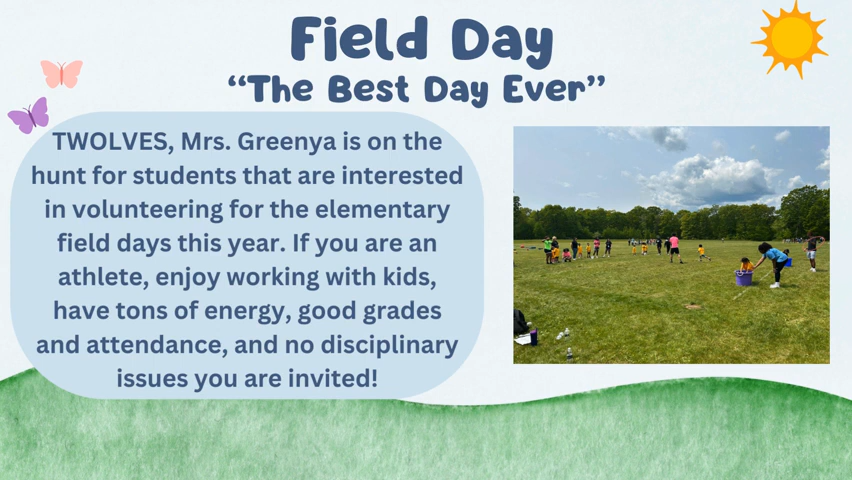 Field Day
“The Best Day Ever”
TWOLVES, Mrs. Greenya is on the
hunt for students that are interested
in volunteering for the elementary
field days this year. If you are an
athlete, enjoy working with kids,
have tons of energy, good grades
and attendance, and no disciplinary
issues you are invited!